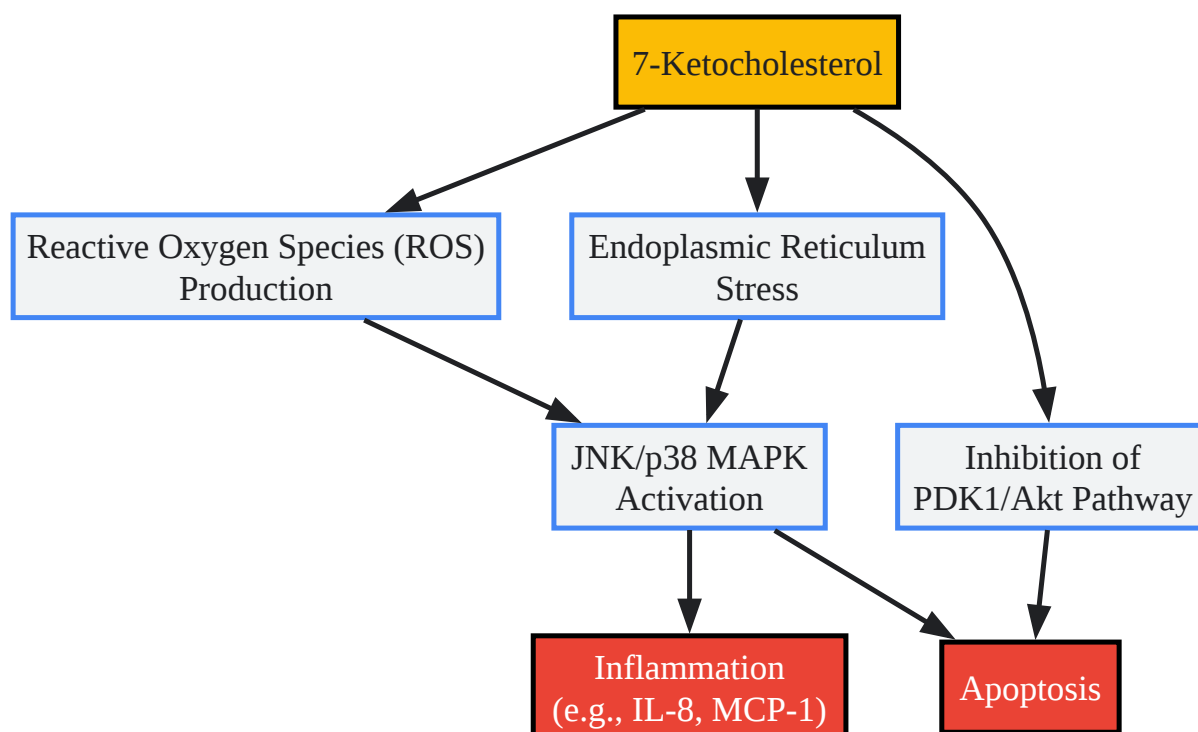 7-Ketocholesterol
Reactive Oxygen Species (ROS)
Production
Endoplasmic Reticulum
Stress
JNK/p38 MAPK
Activation
Inhibition of
PDK1/Akt Pathway
Inflammation
(e.g., IL-8, MCP-1)
Apoptosis